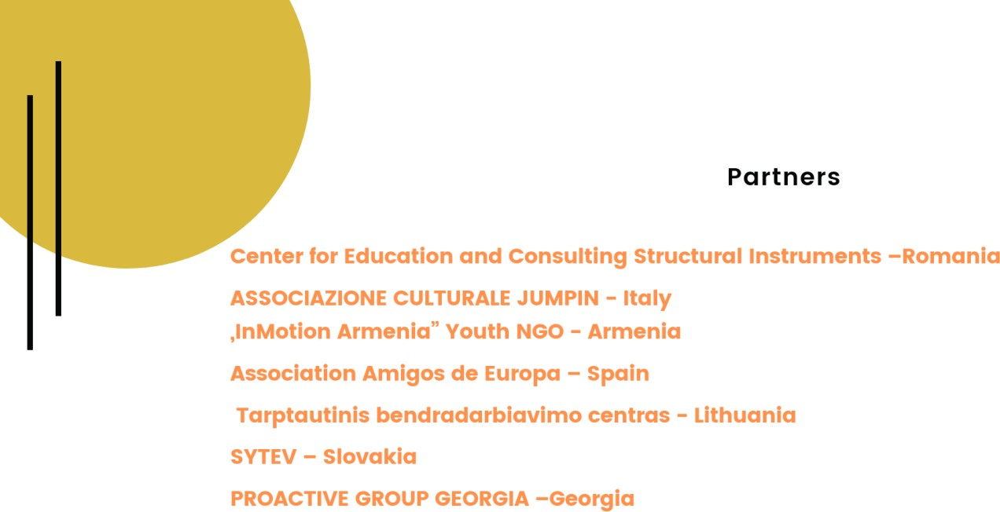 Partners
Center for Education and Consulting Structural Instruments –Romania
ASSOCIAZIONE CULTURALE JUMPIN - Italy
‚InMotion Armenia” Youth NGO - Armenia
Association Amigos de Europa – Spain
Tarptautinis bendradarbiavimo centras - Lithuania
SYTEV – Slovakia
PROACTIVE GROUP GEORGIA –Georgia